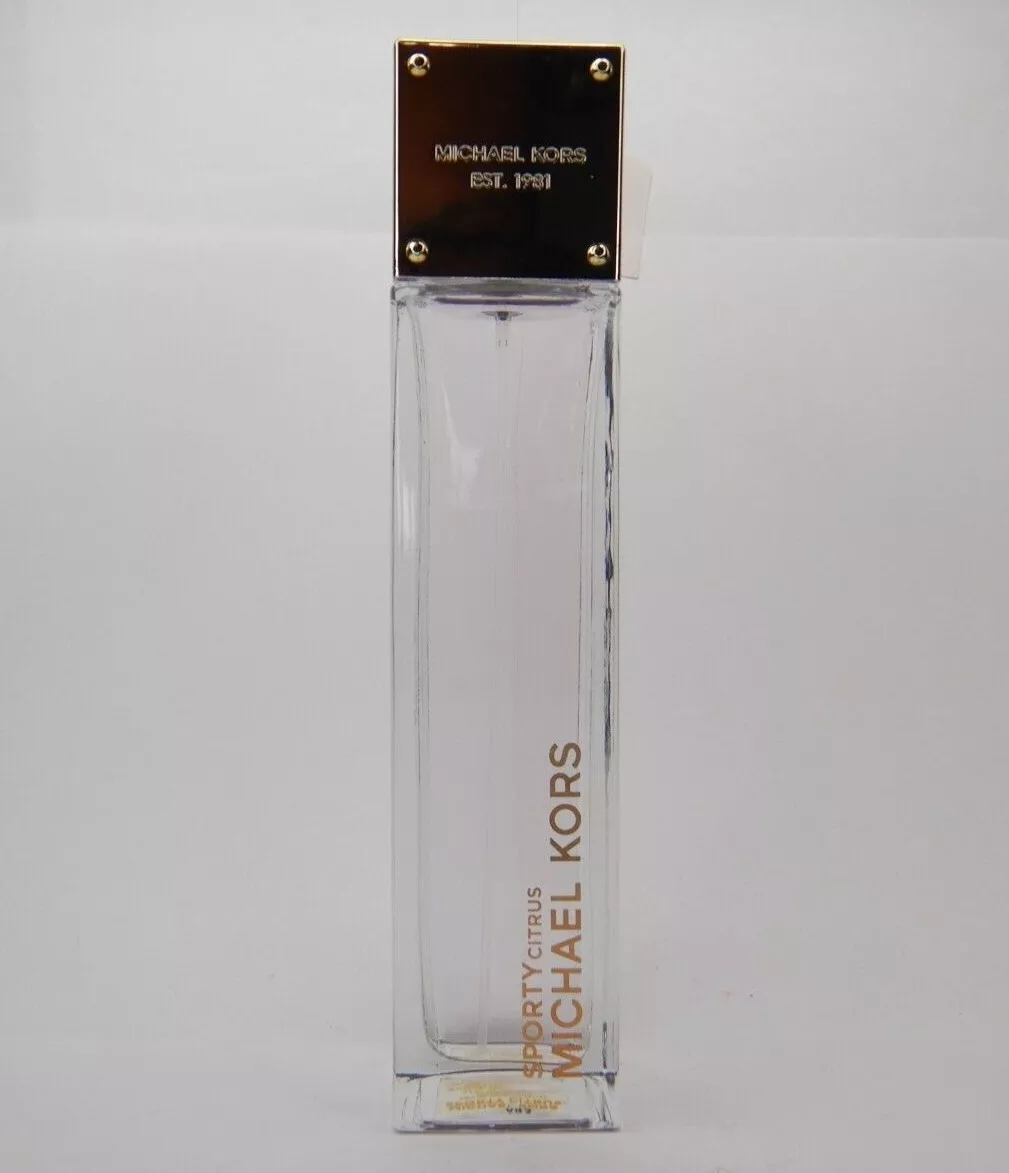 MICHAEL KORS
EST. 1981
SPORTY CITRUS
MICHAEL KORS